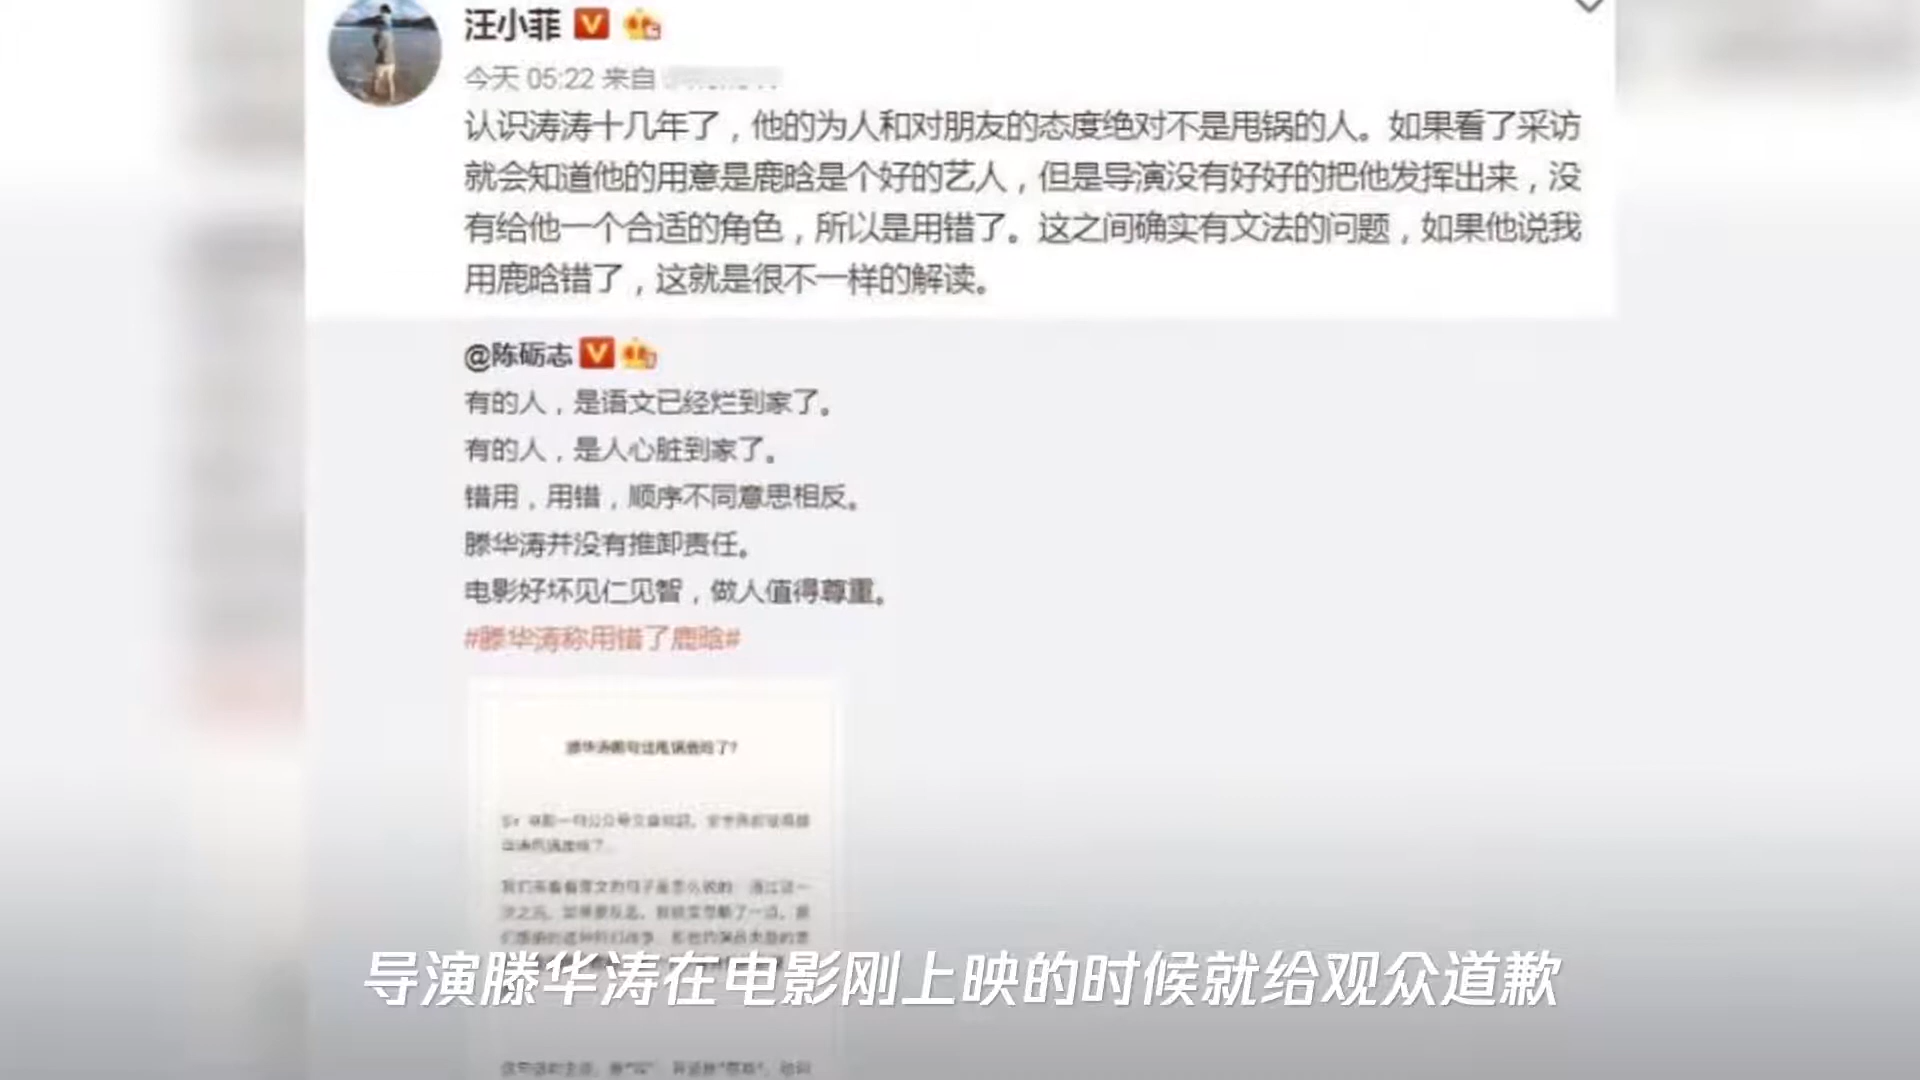 汪小菲
今天 05:22 来自
认识涛涛十几年了，他的为人和对朋友的态度绝对不是甩锅的人。如果看了采访
就会知道他的用意是鹿晗是个好的艺人，但是导演没有好好的把他发挥出来，没
有给他一个合适的角色，所以是用错了。这之间确实有文法的问题，如果他说我
用鹿晗错了，这就是很不一样的解读。
@陈砺志
有的人，是语文已经烂到家了。
有的人，是人心脏到家了。
错用，用错，顺序不同意思相反。
滕华涛并没有推卸责任。
电影好坏见仁见智，做人值得尊重。
#滕华涛称用错了鹿晗#
导演滕华涛在电影刚上映的时候就给观众道歉